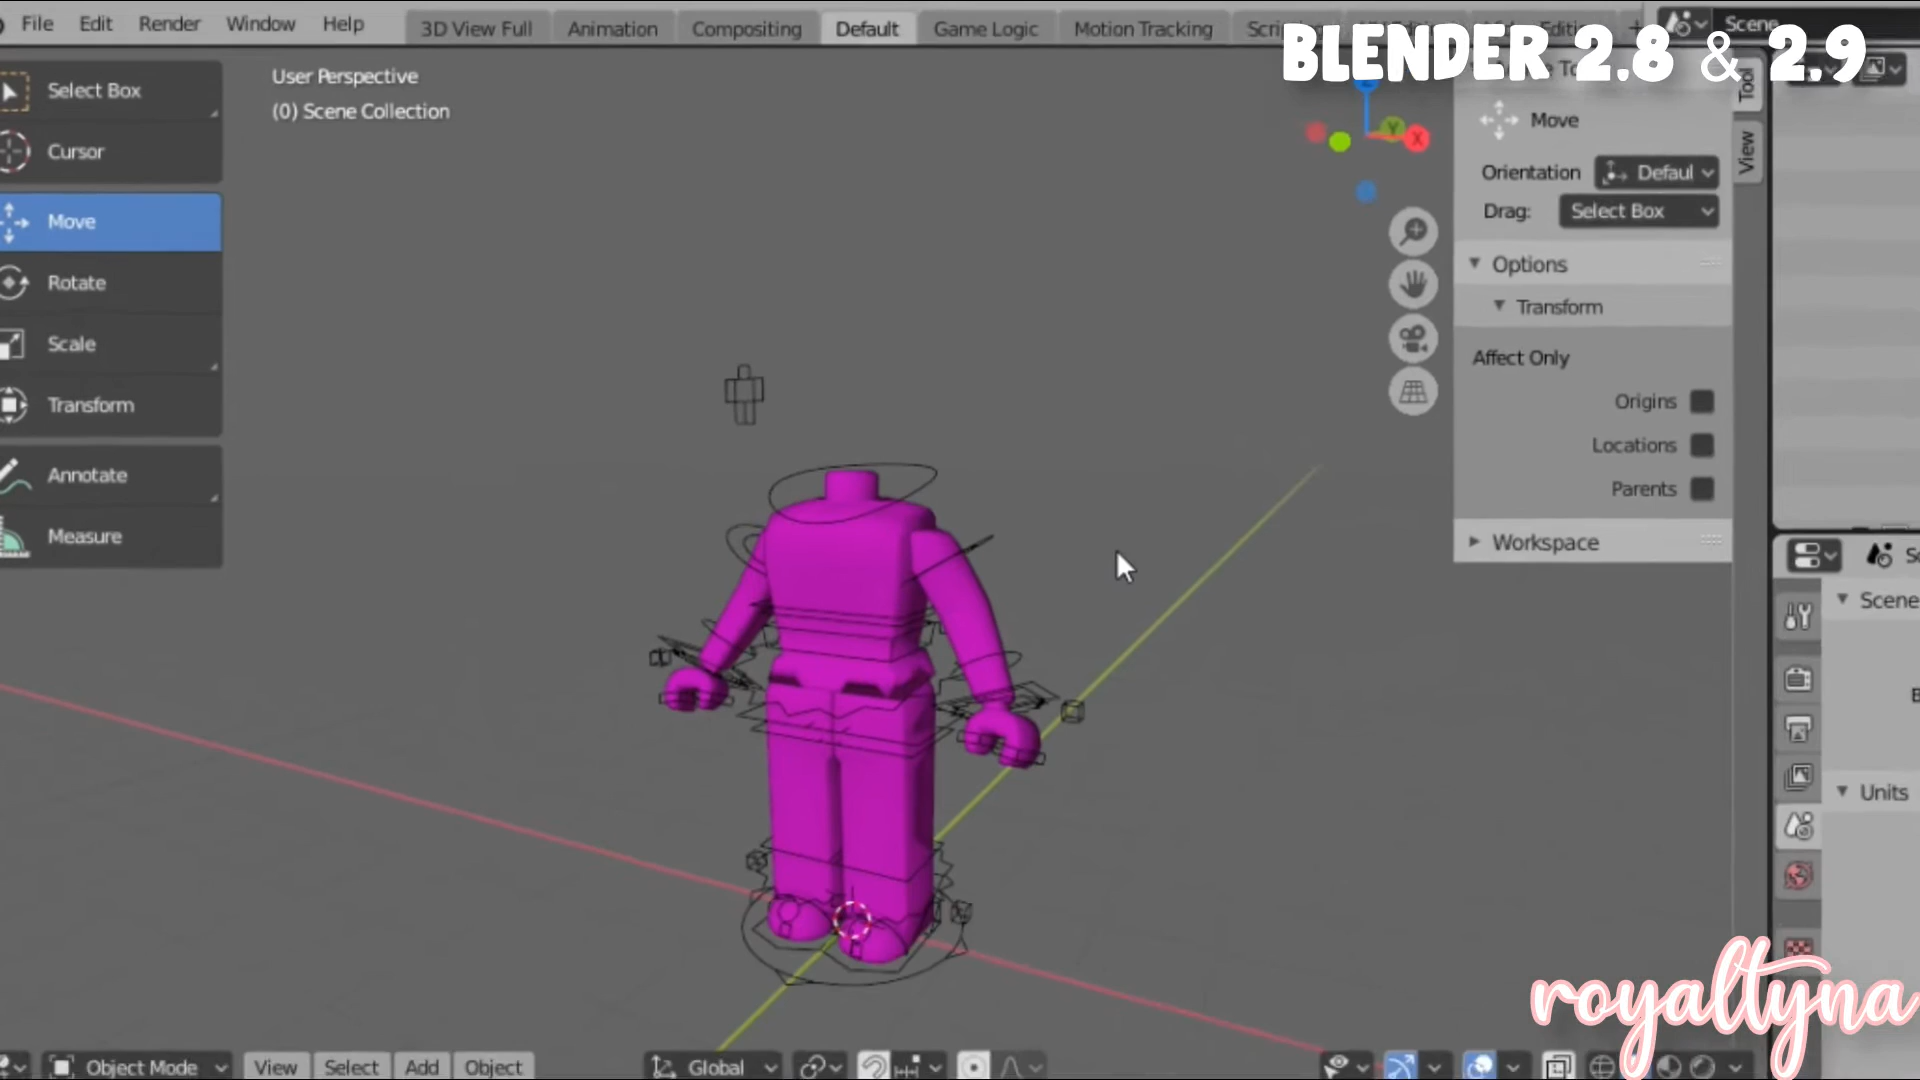 File Edit Render Window Help
3D View Full Animation Compositing Default Game Logic Motion Tracking
Scene
BLENDER 2.8 & 2.9
User Perspective
(0) Scene Collection
Select Box
Cursor
Move
Rotate
Scale
Transform
Annotate
Measure
Z
Y
X
Tool
View
Move
Orientation Defaul
Drag: Select Box
Options
Transform
Affect Only
Origins
Locations
Parents
Workspace
Scene
Units
royaltyna
Object Mode View Select Add Object Global